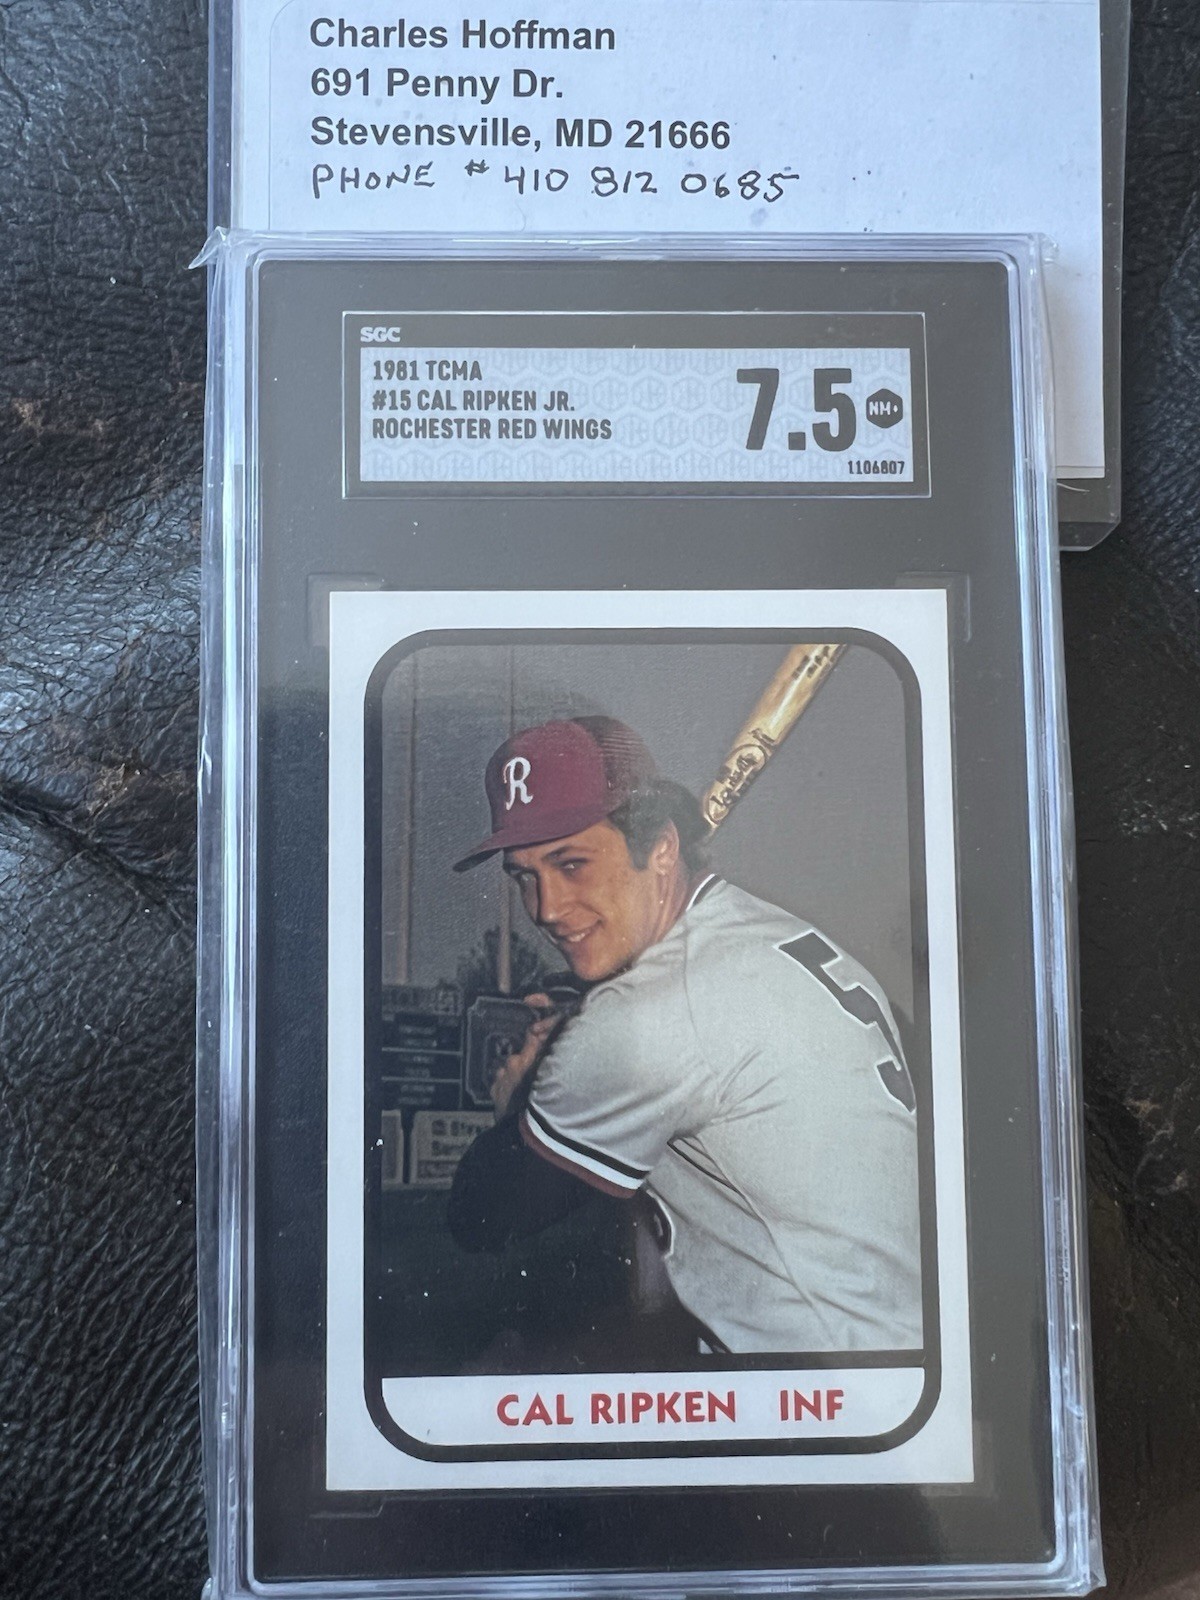 Charles Hoffman
691 Penny Dr.
Stevensville, MD 21666
PHONE # 410 812 0685
SGC
1981 TCMA
#15 CAL RIPKEN JR.
ROCHESTER RED WINGS
7.5
NM+
1106807
R
5
CAL RIPKEN INF